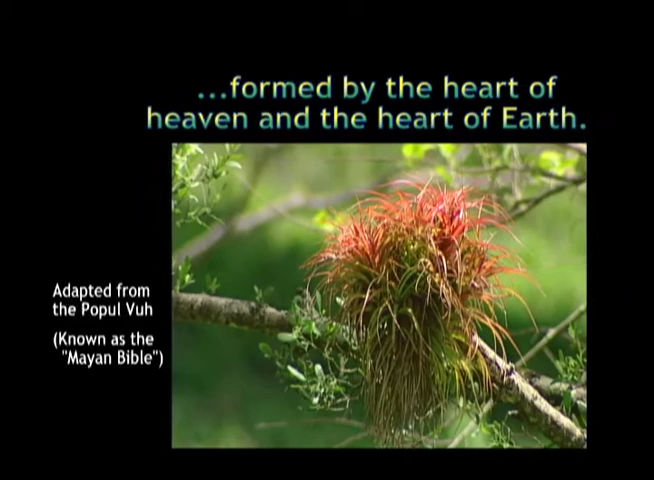 ...formed by the heart of
heaven and the heart of Earth.
Adapted from
the Popul Vuh
(Known as the
"Mayan Bible")